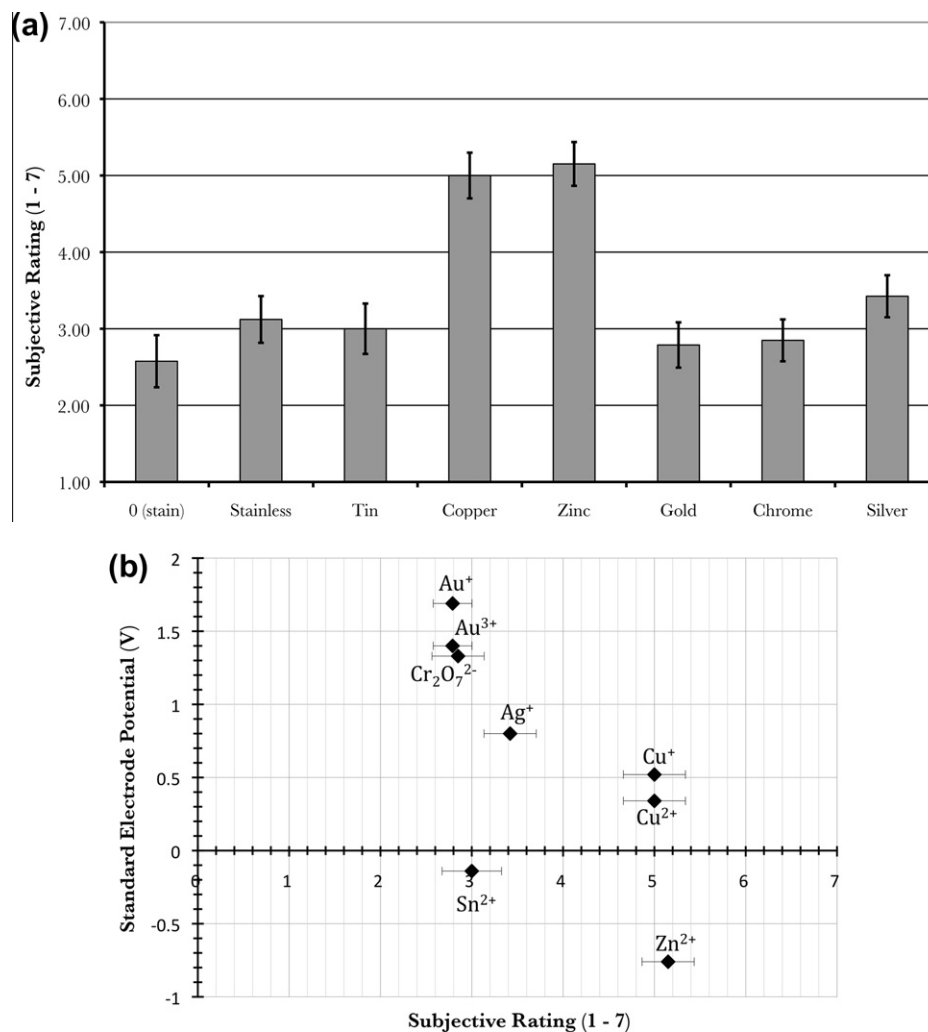 (a)
7.00
6.00
5.00
4.00
3.00
2.00
1.00
Subjective Rating (1 - 7)
0 (stain) Stainless Tin Copper Zinc Gold Chrome Silver
(b)
2
1.5
1
0.5
0
-0.5
-1
Standard Electrode Potential (V)
Au⁺
Au³⁺
Cr₂O₇²⁻
Ag⁺
Cu⁺
Cu²⁺
0 1 2 3 4 5 6 7
Sn²⁺
Zn²⁺
Subjective Rating (1 - 7)